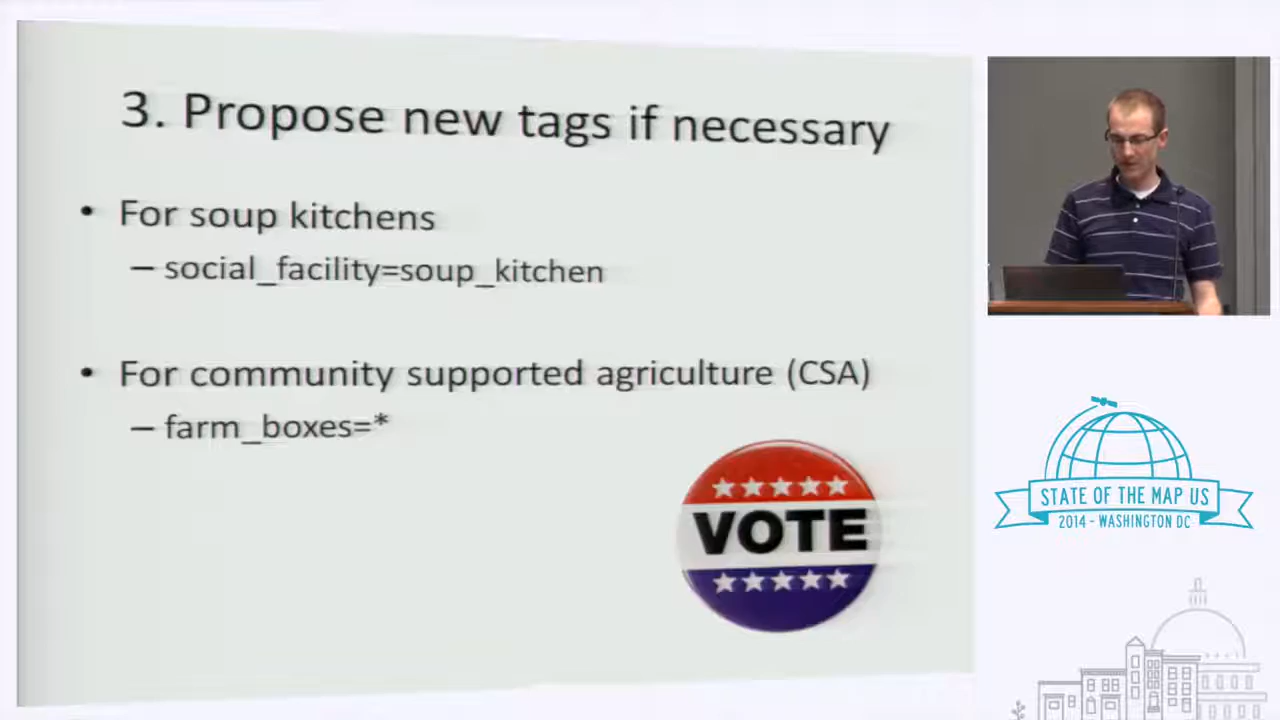 3. Propose new tags if necessary
• For soup kitchens
– social_facility=soup_kitchen
• For community supported agriculture (CSA)
– farm_boxes=*
VOTE
STATE OF THE MAP US
2014 - WASHINGTON DC